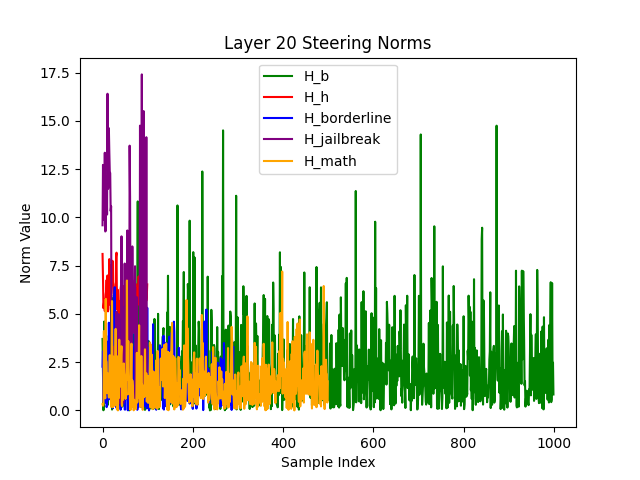 Layer 20 Steering Norms
H_b
H_h
H_borderline
H_jailbreak
H_math
Norm Value
17.5
15.0
12.5
10.0
7.5
5.0
2.5
0.0
0 200 400 600 800 1000
Sample Index